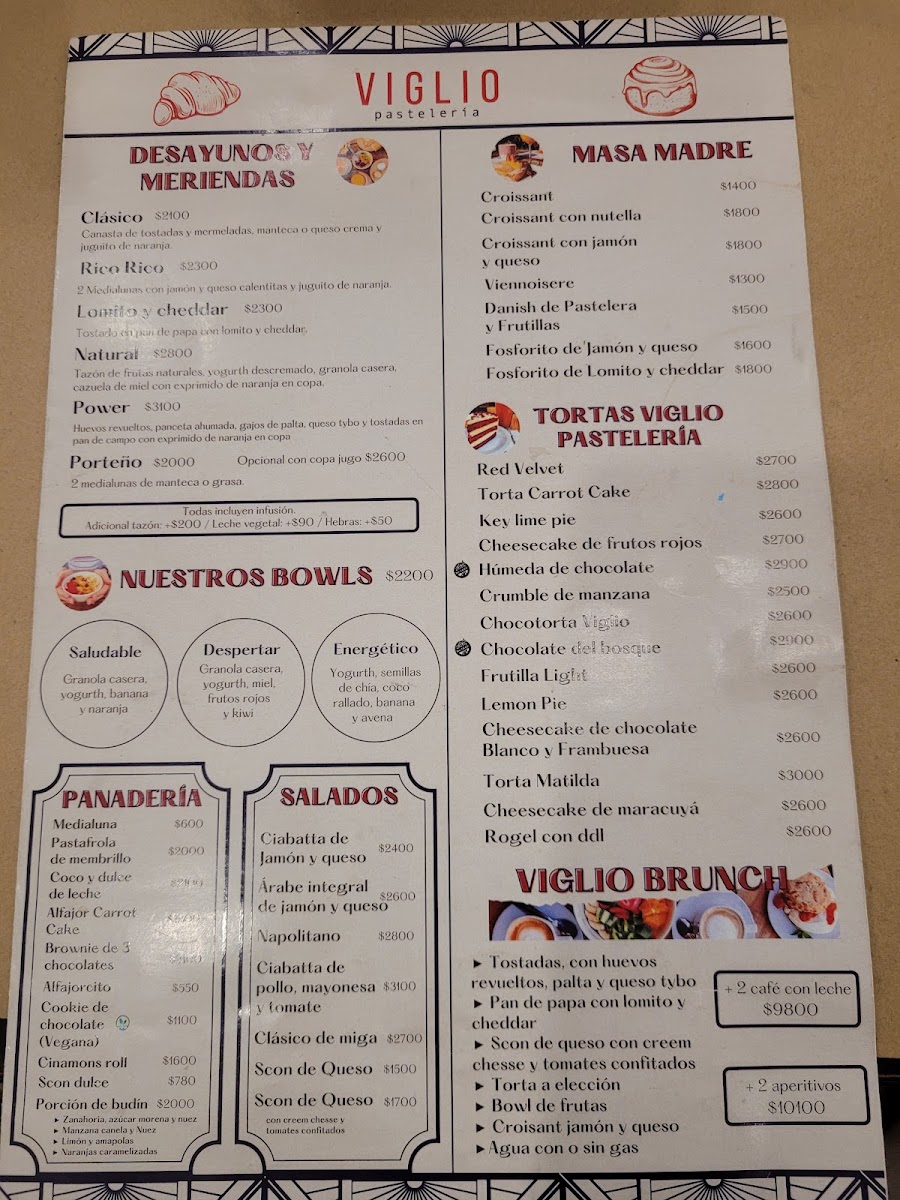 VIGLIO
pastelería
DESAYUNOS Y
MERIENDAS
Clásico $2100
Canasta de tostadas y mermeladas, manteca o queso crema y
juguito de naranja.
Rico Rico $2300
2 Medialunas con jamón y queso calentitas y juguito de naranja.
Lomito y cheddar $2300
Tostado en pan de papa con lomito y cheddar.
Natural $2800
Tazón de frutas naturales, yogurth descremado, granola casera,
cazuela de miel con exprimido de naranja en copa.
Power $3100
Huevos revueltos, panceta ahumada, gajos de palta, queso tybo y tostadas en
pan de campo con exprimido de naranja en copa
Porteño $2000 Opcional con copa jugo $2600
2 medialunas de manteca o grasa.
Todas incluyen infusión.
Adicional tazón: +$200 / Leche vegetal: +$90 / Hebras: +$50
NUESTROS BOWLS $2200
Saludable
Granola casera,
yogurth, banana
y naranja
Despertar
Granola casera,
yogurth, miel,
frutos rojos
y kiwi
Energético
Yogurth, semillas
de chia, coco
rallado, banana
y avena
PANADERÍA
Medialuna $600
Pastafrola
de membrillo $2000
Coco y dulce
de leche
Alfajor Carrot
Cake
Brownie de 3
chocolates
Alfajorcito $550
Cookie de
chocolate $1100
(Vegana)
Cinamons roll $1600
Scon dulce $780
Porción de budín $2000
▸ Zanahoria, azúcar morena y nuez
▸ Manzana canela y Nuez
▸ Limón y amapolas
▸ Naranjas caramelizadas
SALADOS
Ciabatta de
Jamón y queso $2400
Árabe integral
de jamón y queso $2600
Napolitano $2800
Ciabatta de
pollo, mayonesa $3100
y tomate
Clásico de miga $2700
Scon de Queso $1500
Scon de Queso $1700
con creem chesse y
tomates confitados
MASA MADRE
Croissant $1400
Croissant con nutella $1800
Croissant con jamón
y queso $1800
Viennoisere $1300
Danish de Pastelera
y Frutillas $1500
Fosforito de Jamón y queso $1600
Fosforito de Lomito y cheddar $1800
TORTAS VIGLIO
PASTELERÍA
Red Velvet $2700
Torta Carrot Cake $2800
Key lime pie $2600
Cheesecake de frutos rojos $2700
Húmeda de chocolate $2900
Crumble de manzana $2500
Chocotorta Viglio $2600
Chocolate del bosque $2900
Frutilla Light $2600
Lemon Pie $2600
Cheesecake de chocolate
Blanco y Frambuesa $2600
Torta Matilda $3000
Cheesecake de maracuyá $2600
Rogel con ddl $2600
VIGLIO BRUNCH
▸ Tostadas, con huevos
revueltos, palta y queso tybo
▸ Pan de papa con lomito y
cheddar
▸ Scon de queso con creem
chesse y tomates confitados
▸ Torta a elección
▸ Bowl de frutas
▸ Croisant jamón y queso
▸ Agua con o sin gas
+ 2 café con leche
$9800
+ 2 aperitivos
$10100